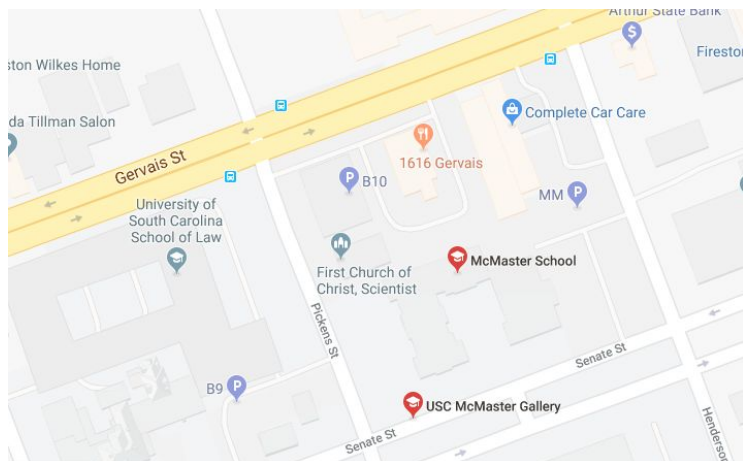 Arthur State Bank
ston Wilkes Home
Fireston
da Tillman Salon
Complete Car Care
1616 Gervais
Gervais St
B10
MM
University of
South Carolina
School of Law
First Church of
Christ, Scientist
McMaster School
Pickens St
Senate St
B9
USC McMaster Gallery
Senate St
Henderson